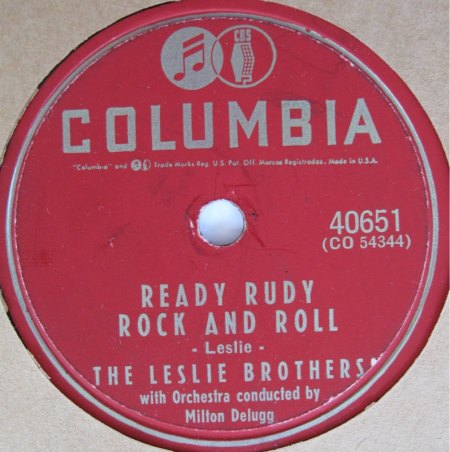 CBS
COLUMBIA
"Columbia" and Trade Marks Reg. U.S. Pat. Off. Marcas Registradas. Made in U.S.A.
40651
(CO 54344)
READY RUDY
ROCK AND ROLL
- Leslie -
THE LESLIE BROTHERS
with Orchestra conducted by
Milton Delugg